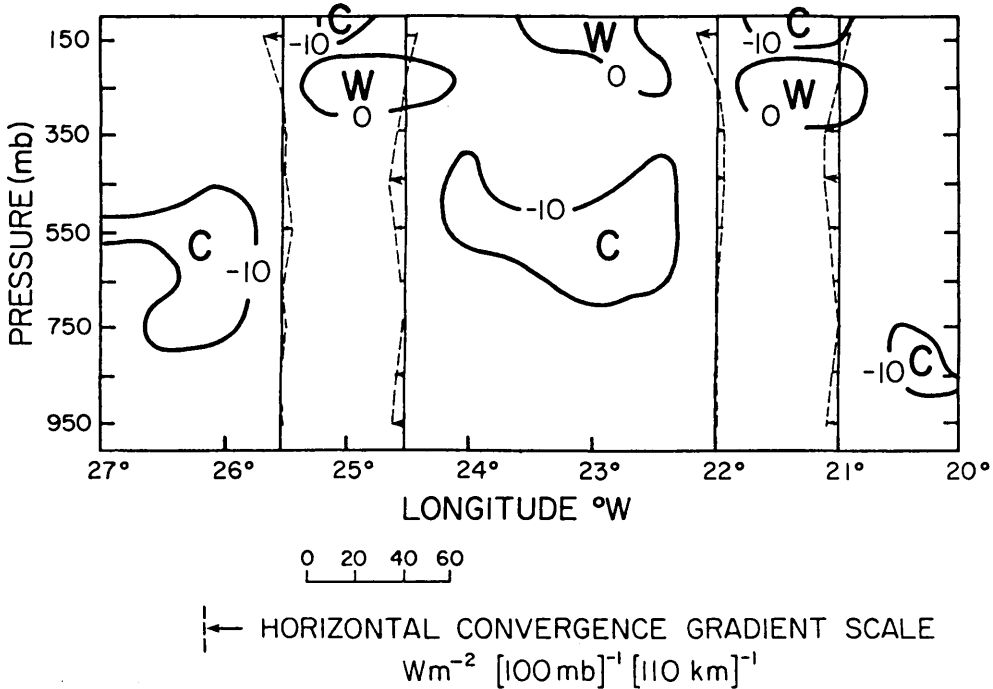 C C
150 -10 W -10
W 0 W
0 0
350
PRESSURE (mb)
-10
550 C C
-10
750
-10 C
950
27° 26° 25° 24° 23° 22° 21° 20°
LONGITUDE °W
0 20 40 60
HORIZONTAL CONVERGENCE GRADIENT SCALE
Wm⁻² [100 mb]⁻¹ [110 km]⁻¹